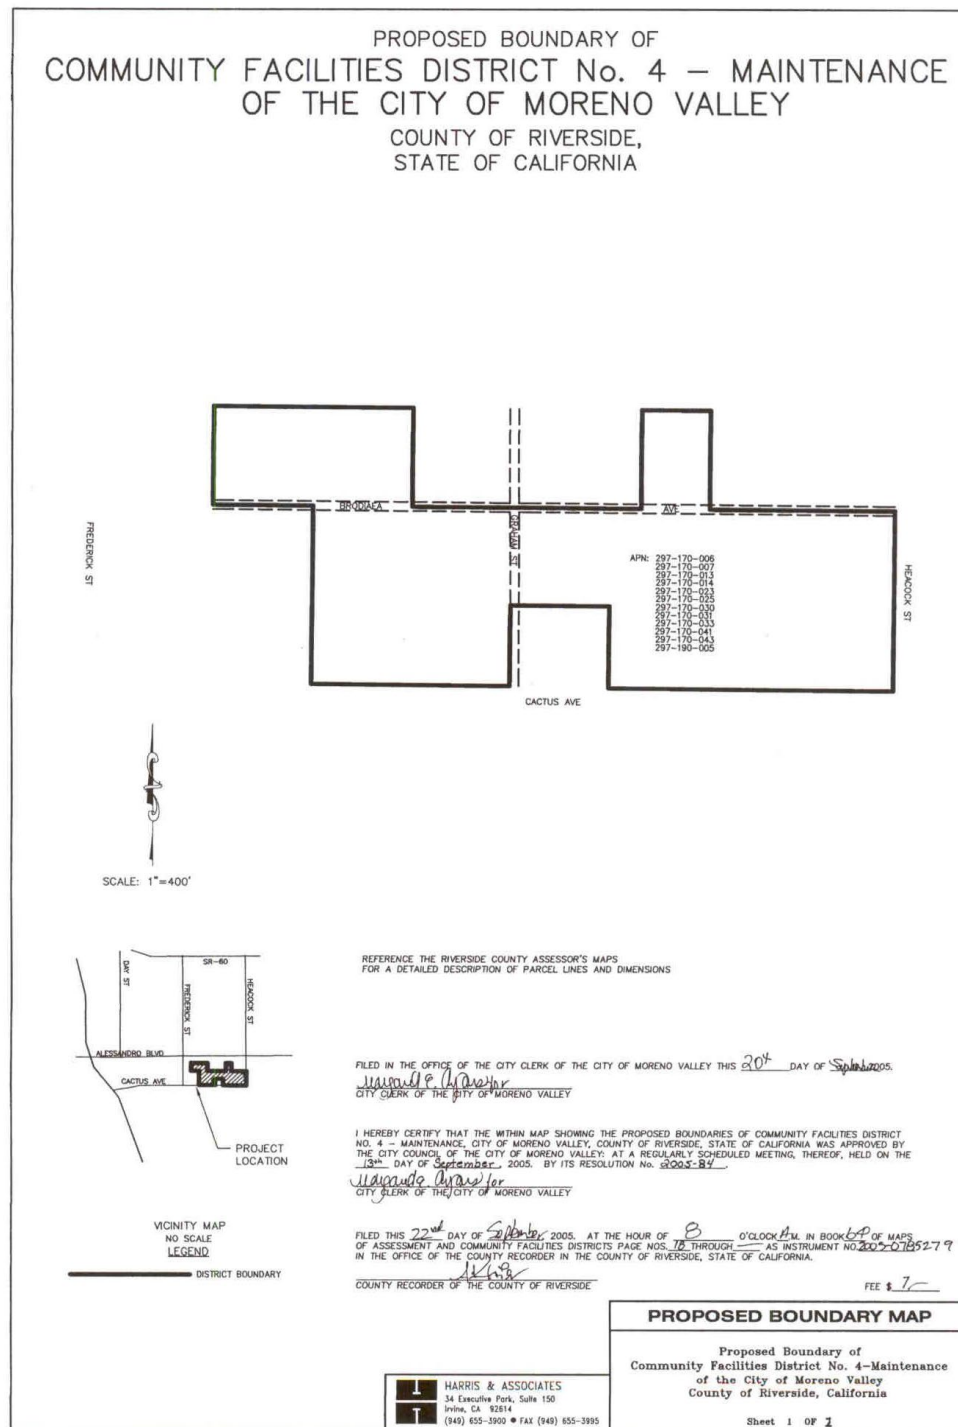 PROPOSED BOUNDARY OF
COMMUNITY FACILITIES DISTRICT No. 4 – MAINTENANCE
OF THE CITY OF MORENO VALLEY
COUNTY OF RIVERSIDE,
STATE OF CALIFORNIA
BRODIAEA
AVE
GRAHAM ST
FREDERICK ST
HEACOCK ST
APN: 297-170-006
297-170-007
297-170-013
297-170-014
297-170-023
297-170-025
297-170-030
297-170-031
297-170-033
297-170-041
297-170-043
297-190-005
CACTUS AVE
SCALE: 1"=400'
SR-60
DAY ST
FREDERICK ST
HEACOCK ST
ALESSANDRO BLVD
CACTUS AVE
PROJECT
LOCATION
VICINITY MAP
NO SCALE
LEGEND
DISTRICT BOUNDARY
REFERENCE THE RIVERSIDE COUNTY ASSESSOR'S MAPS
FOR A DETAILED DESCRIPTION OF PARCEL LINES AND DIMENSIONS
FILED IN THE OFFICE OF THE CITY CLERK OF THE CITY OF MORENO VALLEY THIS 20th DAY OF September 2005.
CITY CLERK OF THE CITY OF MORENO VALLEY
I HEREBY CERTIFY THAT THE WITHIN MAP SHOWING THE PROPOSED BOUNDARIES OF COMMUNITY FACILITIES DISTRICT
NO. 4 – MAINTENANCE, CITY OF MORENO VALLEY, COUNTY OF RIVERSIDE, STATE OF CALIFORNIA WAS APPROVED BY
THE CITY COUNCIL OF THE CITY OF MORENO VALLEY: AT A REGULARLY SCHEDULED MEETING, THEREOF, HELD ON THE
13th DAY OF September, 2005. BY ITS RESOLUTION No. 2005-84.
CITY CLERK OF THE CITY OF MORENO VALLEY
FILED THIS 22nd DAY OF September, 2005. AT THE HOUR OF 8 O'CLOCK A.M. IN BOOK OF MAPS
OF ASSESSMENT AND COMMUNITY FACILITIES DISTRICTS PAGE NOS. THROUGH — AS INSTRUMENT NO.
IN THE OFFICE OF THE COUNTY RECORDER IN THE COUNTY OF RIVERSIDE, STATE OF CALIFORNIA.
COUNTY RECORDER OF THE COUNTY OF RIVERSIDE
FEE $ 7.—
PROPOSED BOUNDARY MAP
Proposed Boundary of
Community Facilities District No. 4-Maintenance
of the City of Moreno Valley
County of Riverside, California
Sheet 1 OF 1
HARRIS & ASSOCIATES
34 Executive Park, Suite 150
Irvine, CA 92614
(949) 655-3900 • FAX (949) 655-3995